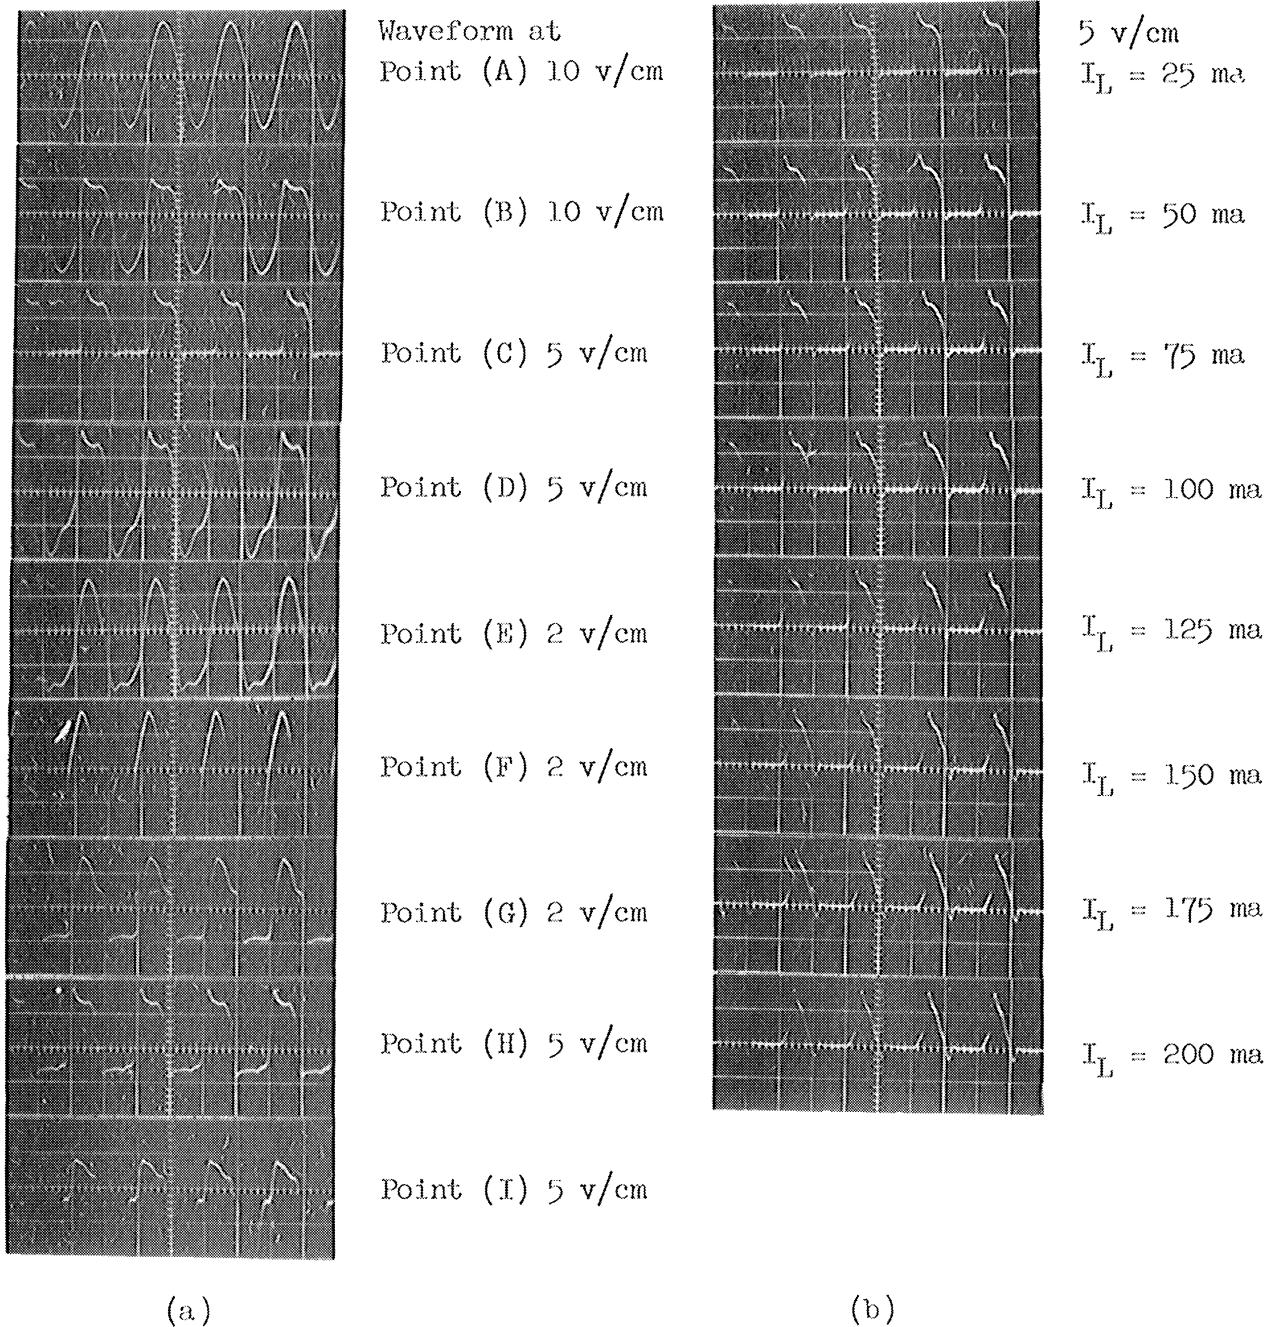 Waveform at
Point (A) 10 v/cm
Point (B) 10 v/cm
Point (C) 5 v/cm
Point (D) 5 v/cm
Point (E) 2 v/cm
Point (F) 2 v/cm
Point (G) 2 v/cm
Point (H) 5 v/cm
Point (I) 5 v/cm
(a)
5 v/cm
I_L = 25 ma
I_L = 50 ma
I_L = 75 ma
I_L = 100 ma
I_L = 125 ma
I_L = 150 ma
I_L = 175 ma
I_L = 200 ma
(b)